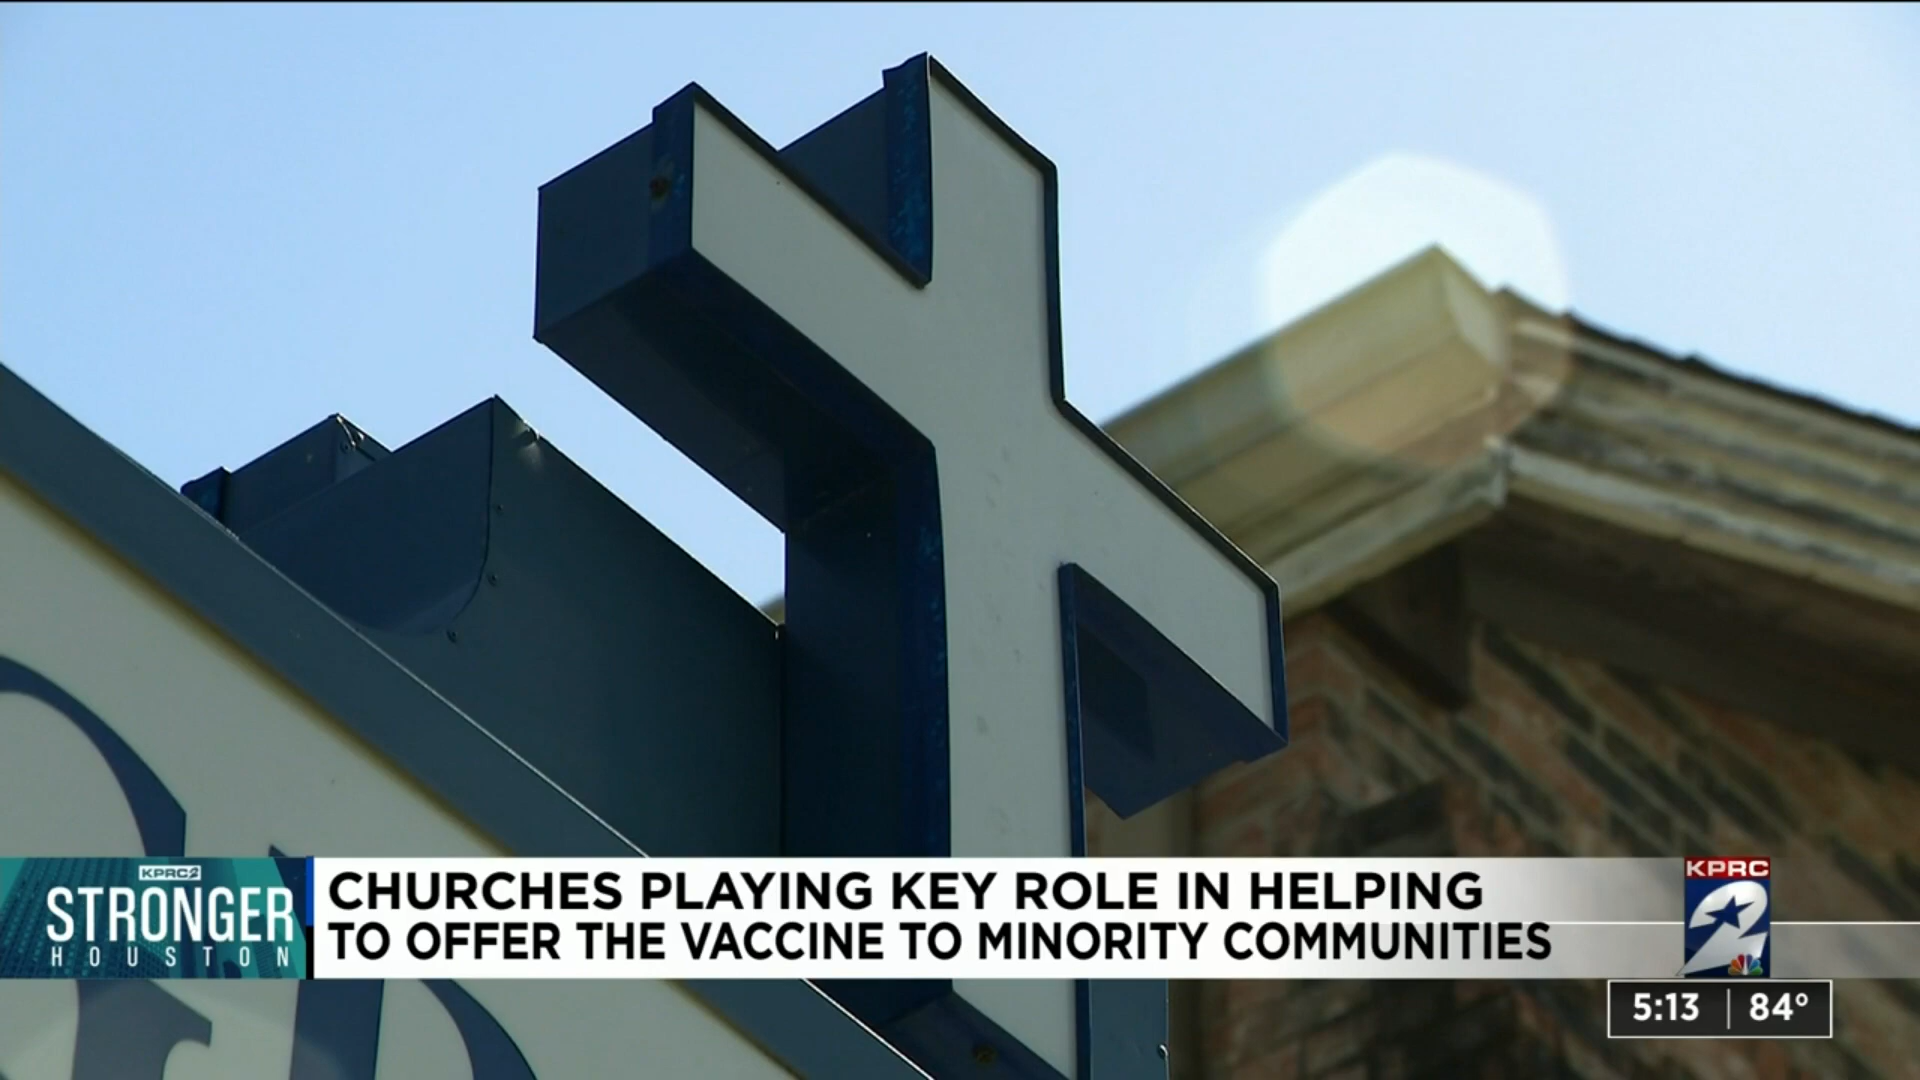 KPRC2
STRONGER
HOUSTON
CHURCHES PLAYING KEY ROLE IN HELPING
TO OFFER THE VACCINE TO MINORITY COMMUNITIES
KPRC
2
5:13
84°